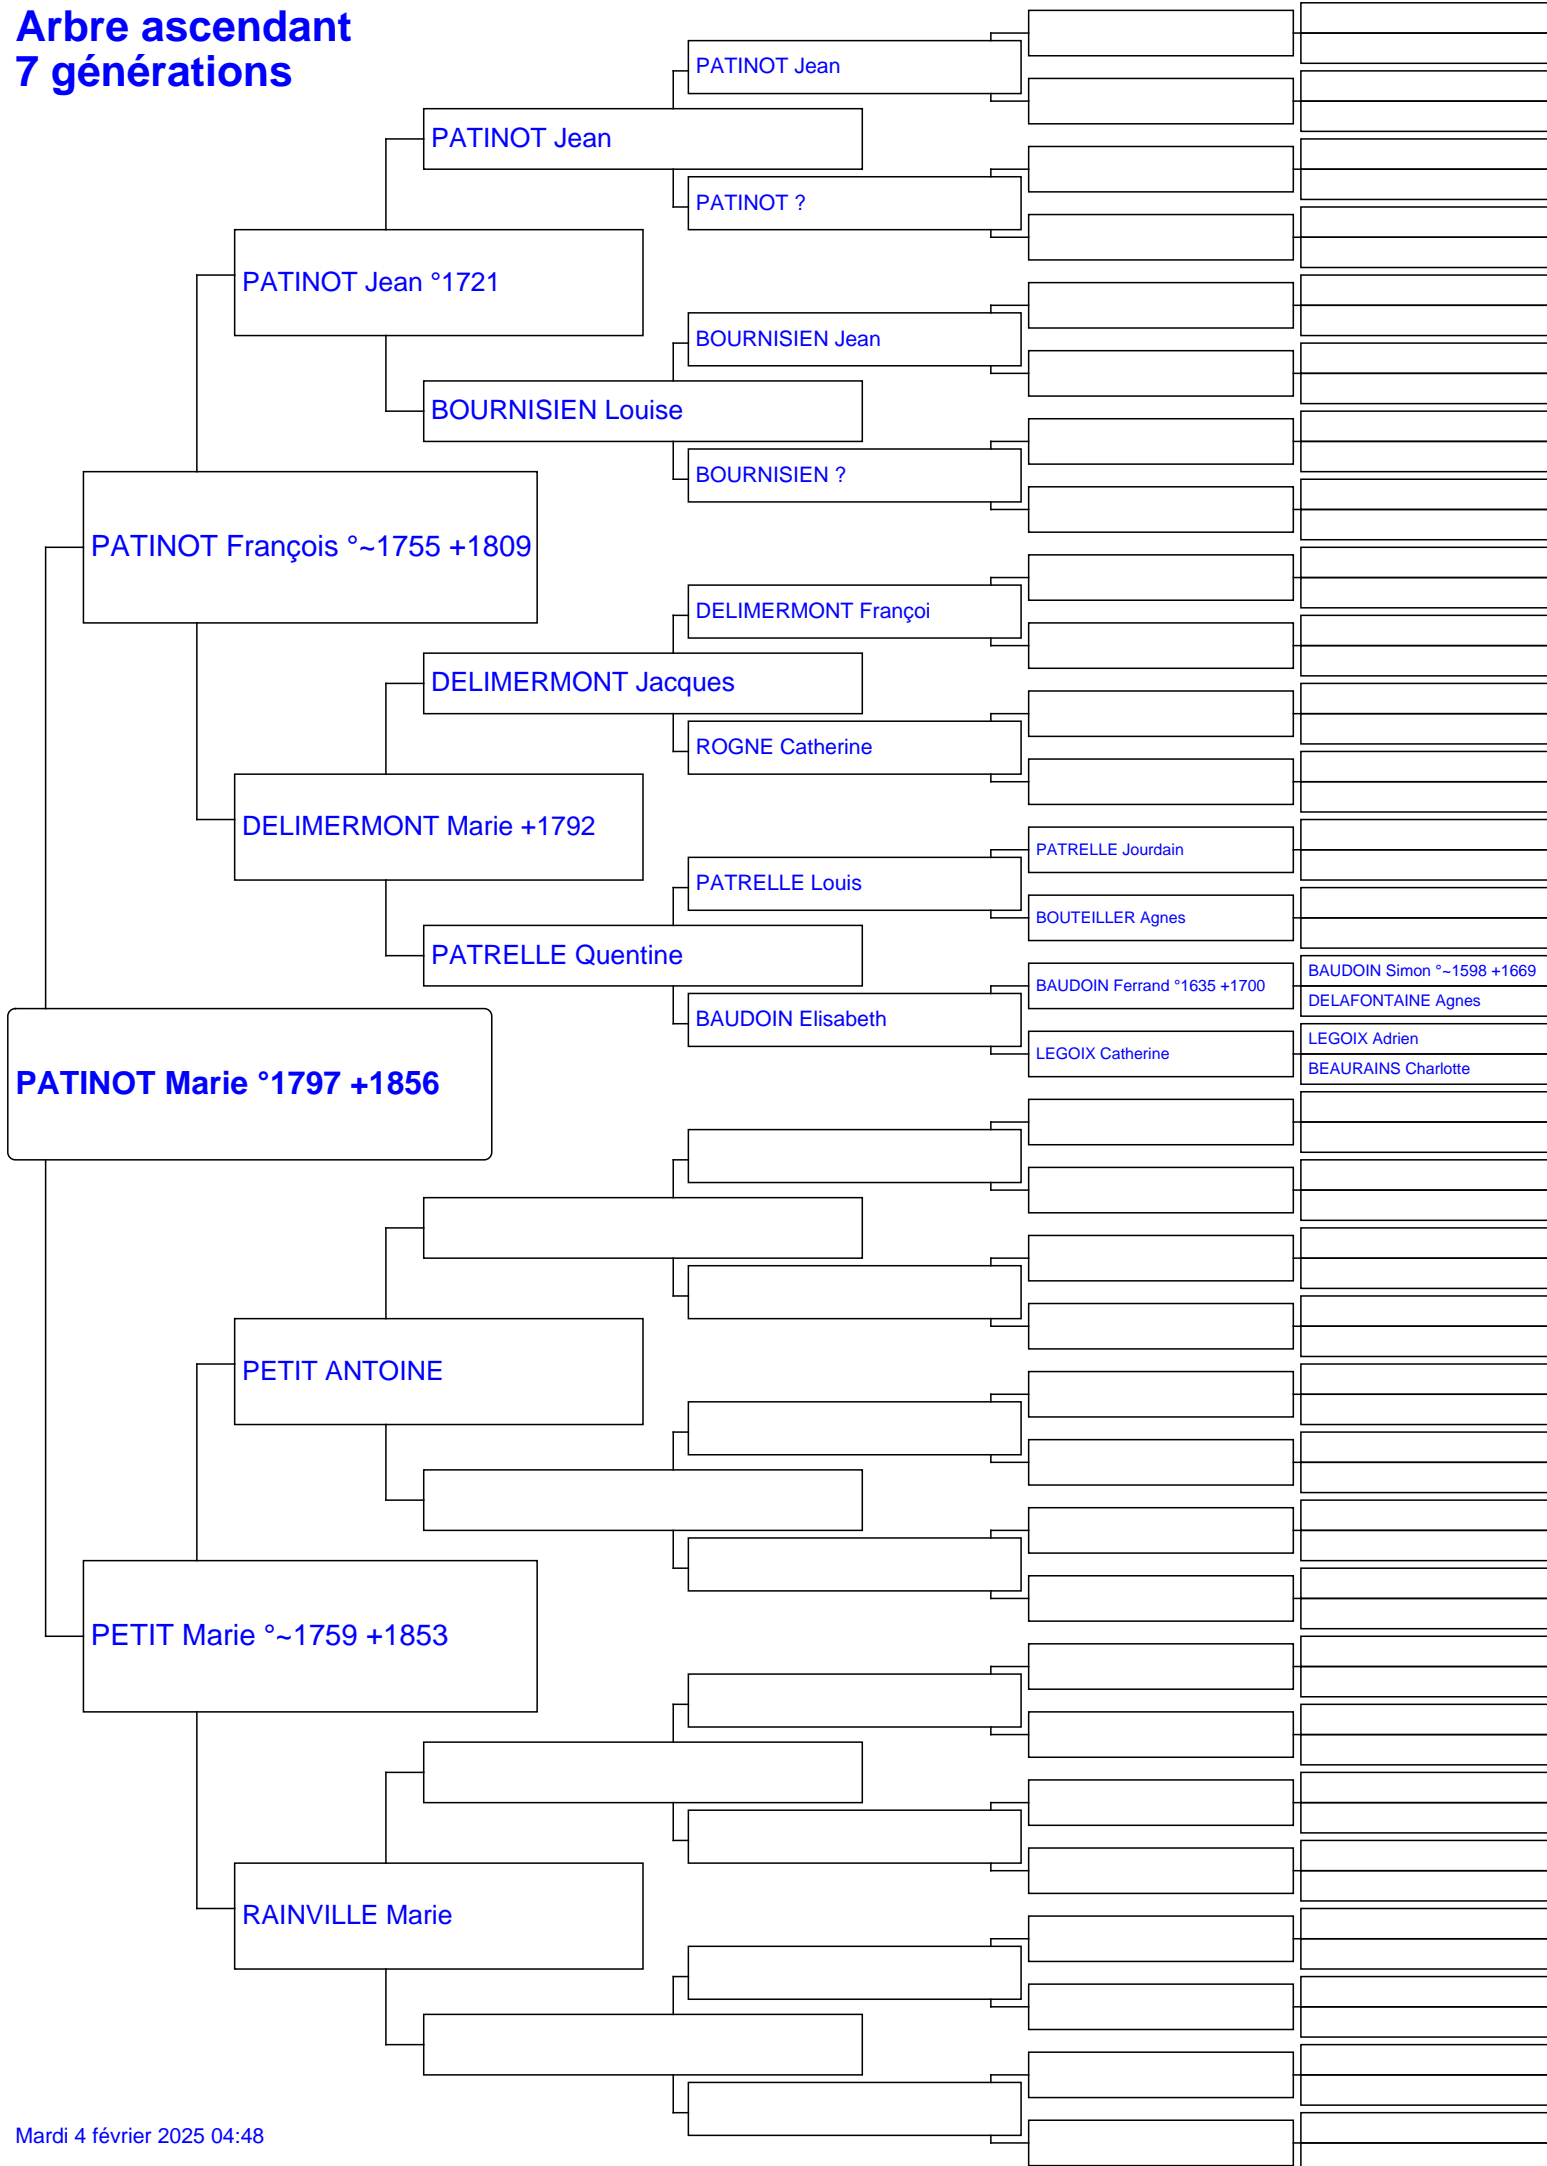 Arbre ascendant
7 générations
PATINOT Jean
PATINOT Jean
PATINOT ?
PATINOT Jean °1721
BOURNISIEN Jean
BOURNISIEN Louise
BOURNISIEN ?
PATINOT François °~1755 +1809
DELIMERMONT Françoi
DELIMERMONT Jacques
ROGNE Catherine
DELIMERMONT Marie +1792
PATRELLE Jourdain
PATRELLE Louis
BOUTEILLER Agnes
PATRELLE Quentine
BAUDOIN Simon °~1598 +1669
BAUDOIN Ferrand °1635 +1700
DELAFONTAINE Agnes
BAUDOIN Elisabeth
LEGOIX Adrien
LEGOIX Catherine
BEAURAINS Charlotte
PATINOT Marie °1797 +1856
PETIT ANTOINE
PETIT Marie °~1759 +1853
RAINVILLE Marie
Mardi 4 février 2025 04:48